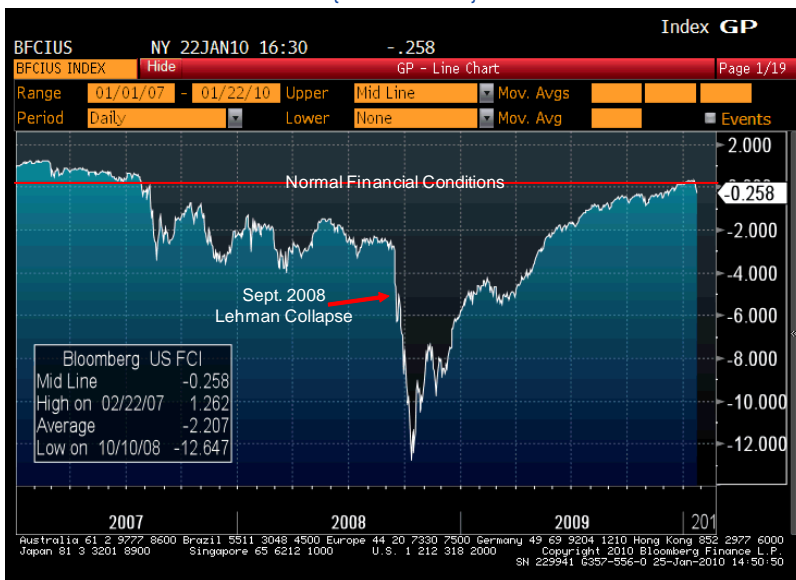 Index GP
BFCIUS NY 22JAN10 16:30 -.258
BFCIUS INDEX Hide GP - Line Chart Page 1/19
Range 01/01/07 - 01/22/10 Upper Mid Line Mov. Avgs
Period Daily Lower None Mov. Avg Events
2.000
Normal Financial Conditions
-0.258
-2.000
-4.000
Sept. 2008
Lehman Collapse
-6.000
Bloomberg US FCI
Mid Line -0.258
High on 02/22/07 1.262
Average -2.207
Low on 10/10/08 -12.647
-8.000
-10.000
-12.000
2007 2008 2009 201
Australia 61 2 9777 8600 Brazil 5511 3048 4500 Europe 44 20 7330 7500 Germany 49 69 9204 1210 Hong Kong 852 2977 6000
Japan 81 3 3201 8900 Singapore 65 6212 1000 U.S. 1 212 318 2000 Copyright 2010 Bloomberg Finance L.P.
SN 229941 G357-556-0 25-Jan-2010 14:50:50